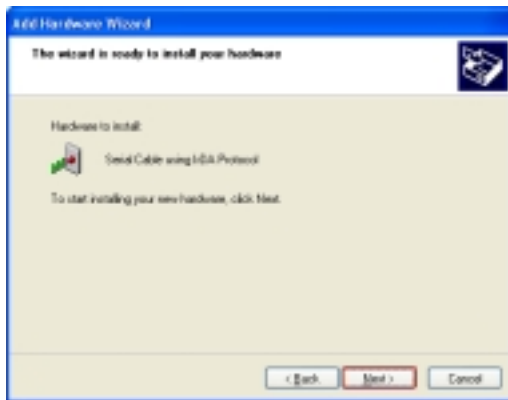 Add Hardware Wizard
The wizard is ready to install your hardware
Hardware to install:
Serial Cable using IrDA Protocol
To start installing your new hardware, click Next.
< Back
Next >
Cancel